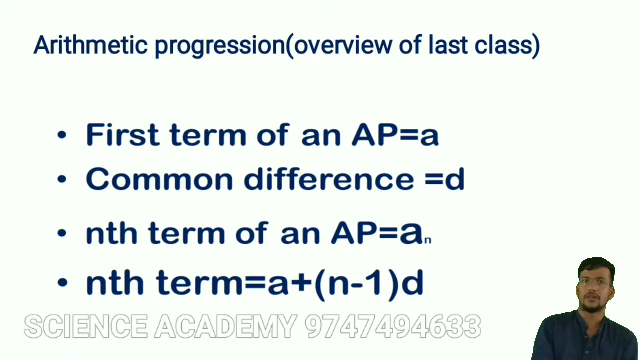 Arithmetic progression(overview of last class)
• First term of an AP=a
• Common difference =d
• nth term of an AP=aₙ
• nth term=a+(n-1)d
SCIENCE ACADEMY 9747494633